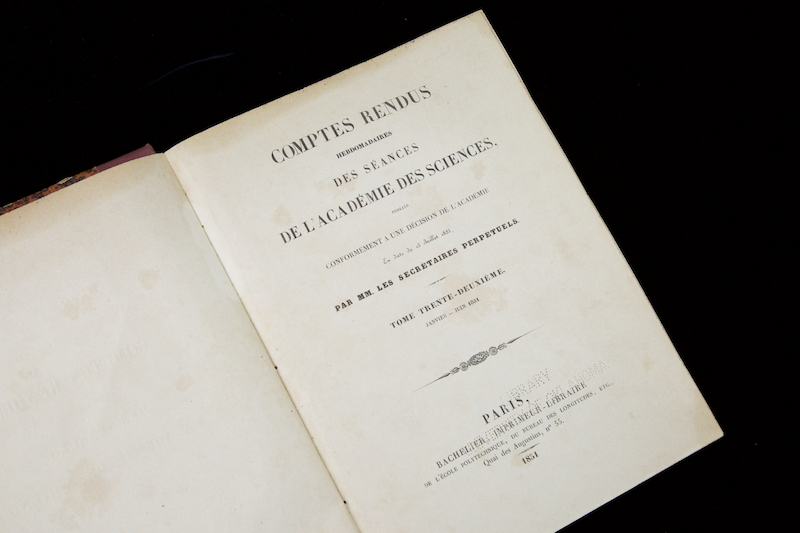 COMPTES RENDUS
HEBDOMADAIRES
DES SÉANCES
DE L'ACADÉMIE DES SCIENCES,
PUBLIÉS
CONFORMÉMENT A UNE DÉCISION DE L'ACADÉMIE
En date du 13 Juillet 1835,
PAR MM. LES SECRÉTAIRES PERPÉTUELS.
TOME TRENTE-DEUXIÈME.
JANVIER — JUIN 1851
LIBRARY
OKLAHOMA
PARIS,
BACHELIER, IMPRIMEUR-LIBRAIRE
DE L'ÉCOLE POLYTECHNIQUE, DU BUREAU DES LONGITUDES, ETC.,
Quai des Augustins, n° 55.
1851